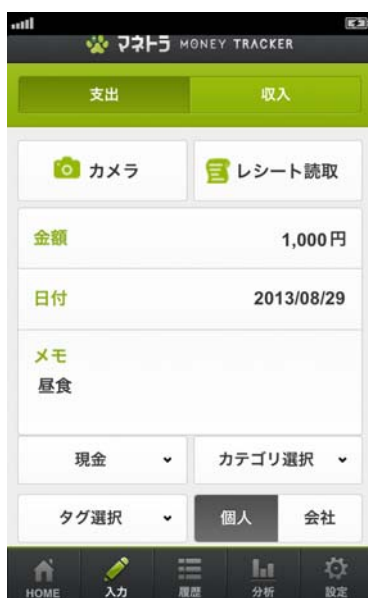 マネトラ MONEY TRACKER
支出 収入
カメラ レシート読取
金額 1,000円
日付 2013/08/29
メモ
昼食
現金 カテゴリ選択
タグ選択 個人 会社
HOME 入力 履歴 分析 設定